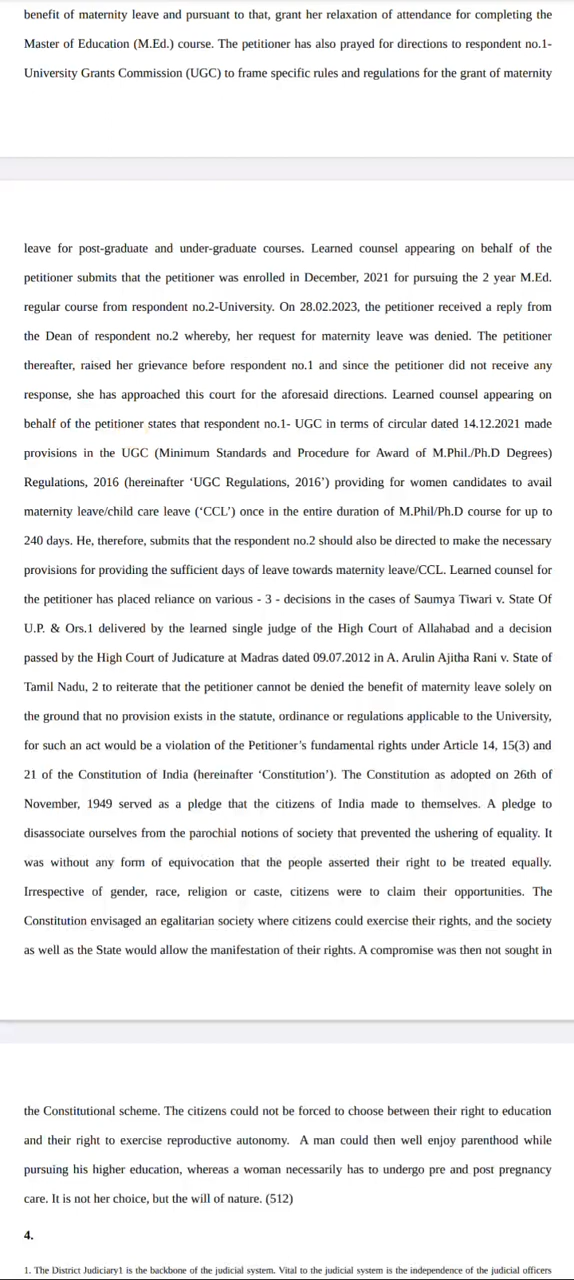 benefit of maternity leave and pursuant to that, grant her relaxation of attendance for completing the
Master of Education (M.Ed.) course. The petitioner has also prayed for directions to respondent no.1-
University Grants Commission (UGC) to frame specific rules and regulations for the grant of maternity
leave for post-graduate and under-graduate courses. Learned counsel appearing on behalf of the
petitioner submits that the petitioner was enrolled in December, 2021 for pursuing the 2 year M.Ed.
regular course from respondent no.2-University. On 28.02.2023, the petitioner received a reply from
the Dean of respondent no.2 whereby, her request for maternity leave was denied. The petitioner
thereafter, raised her grievance before respondent no.1 and since the petitioner did not receive any
response, she has approached this court for the aforesaid directions. Learned counsel appearing on
behalf of the petitioner states that respondent no.1- UGC in terms of circular dated 14.12.2021 made
provisions in the UGC (Minimum Standards and Procedure for Award of M.Phil./Ph.D Degrees)
Regulations, 2016 (hereinafter ‘UGC Regulations, 2016’) providing for women candidates to avail
maternity leave/child care leave (‘CCL’) once in the entire duration of M.Phil/Ph.D course for up to
240 days. He, therefore, submits that the respondent no.2 should also be directed to make the necessary
provisions for providing the sufficient days of leave towards maternity leave/CCL. Learned counsel for
the petitioner has placed reliance on various - 3 - decisions in the cases of Saumya Tiwari v. State Of
U.P. & Ors.1 delivered by the learned single judge of the High Court of Allahabad and a decision
passed by the High Court of Judicature at Madras dated 09.07.2012 in A. Arulin Ajitha Rani v. State of
Tamil Nadu, 2 to reiterate that the petitioner cannot be denied the benefit of maternity leave solely on
the ground that no provision exists in the statute, ordinance or regulations applicable to the University,
for such an act would be a violation of the Petitioner’s fundamental rights under Article 14, 15(3) and
21 of the Constitution of India (hereinafter ‘Constitution’). The Constitution as adopted on 26th of
November, 1949 served as a pledge that the citizens of India made to themselves. A pledge to
disassociate ourselves from the parochial notions of society that prevented the ushering of equality. It
was without any form of equivocation that the people asserted their right to be treated equally.
Irrespective of gender, race, religion or caste, citizens were to claim their opportunities. The
Constitution envisaged an egalitarian society where citizens could exercise their rights, and the society
as well as the State would allow the manifestation of their rights. A compromise was then not sought in
the Constitutional scheme. The citizens could not be forced to choose between their right to education
and their right to exercise reproductive autonomy. A man could then well enjoy parenthood while
pursuing his higher education, whereas a woman necessarily has to undergo pre and post pregnancy
care. It is not her choice, but the will of nature. (512)
4.
1. The District Judiciary1 is the backbone of the judicial system. Vital to the judicial system is the independence of the judicial officers